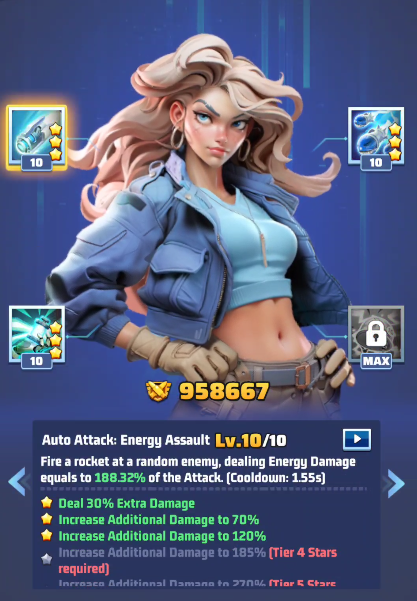 10
10
10
MAX
958667
Auto Attack: Energy Assault Lv.10/10
Fire a rocket at a random enemy, dealing Energy Damage
equals to 188.32% of the Attack. (Cooldown: 1.55s)
Deal 30% Extra Damage
Increase Additional Damage to 70%
Increase Additional Damage to 120%
Increase Additional Damage to 185% (Tier 4 Stars
required)
Increase Additional Damage to 270% (Tier 5 Stars